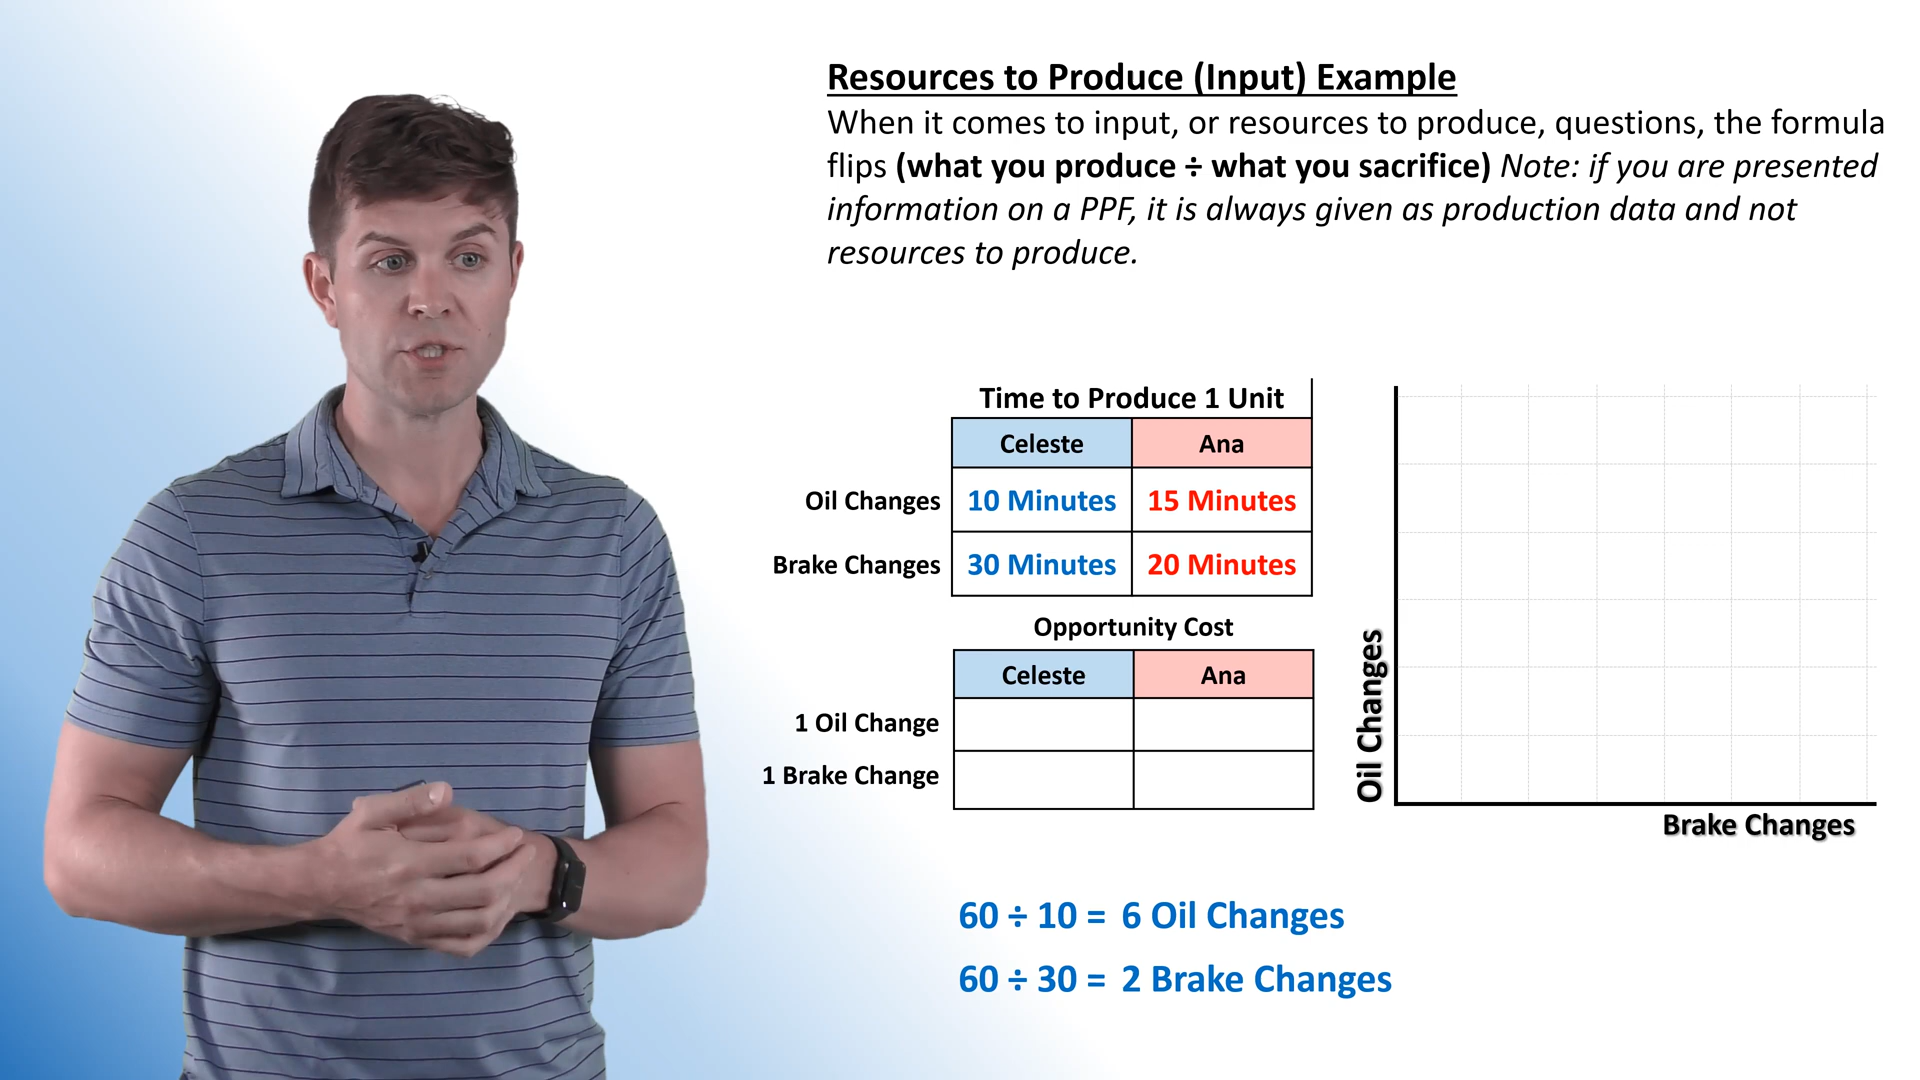 Resources to Produce (Input) Example
When it comes to input, or resources to produce, questions, the formula
flips (what you produce ÷ what you sacrifice) Note: if you are presented
information on a PPF, it is always given as production data and not
resources to produce.
Time to Produce 1 Unit
Celeste Ana
Oil Changes 10 Minutes 15 Minutes
Brake Changes 30 Minutes 20 Minutes
Opportunity Cost
Celeste Ana
1 Oil Change
1 Brake Change
Oil Changes
Brake Changes
60 ÷ 10 = 6 Oil Changes
60 ÷ 30 = 2 Brake Changes